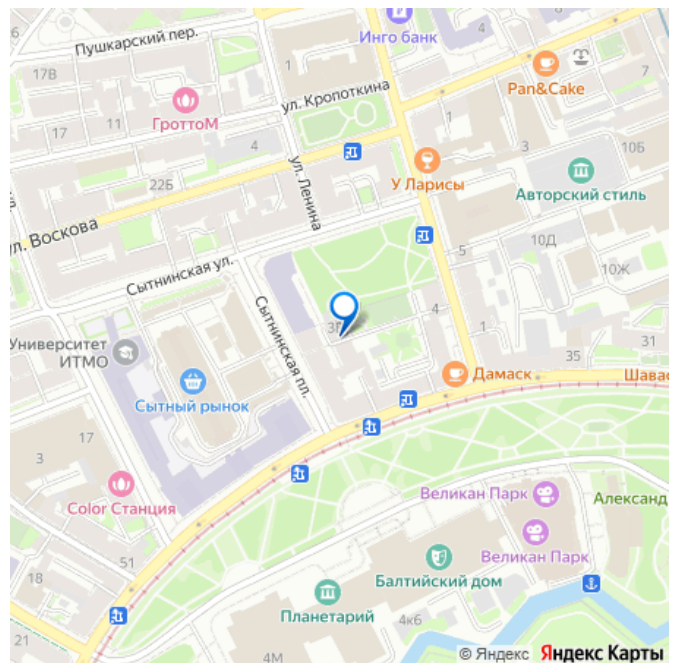 Пушкарский пер.
Инго банк
4
17В
1
Pan&Cake
7
ул. Кропоткина
ГроттоМ
17
11
4
1
3
10Б
У Ларисы
Авторский стиль
22Б
ул. Ленина
ул. Воскова
5
10Д
Сытнинская ул.
10Ж
Сытнинская пл.
4
1
31
Университет
ИТМО
35
Дамаск
Шавас
Сытный рынок
17
3
Великан Парк
Александ
Color Станция
51
Великан Парк
18
Балтийский дом
Планетарий
4к6
21
4М
© Яндекс Яндекс Карты